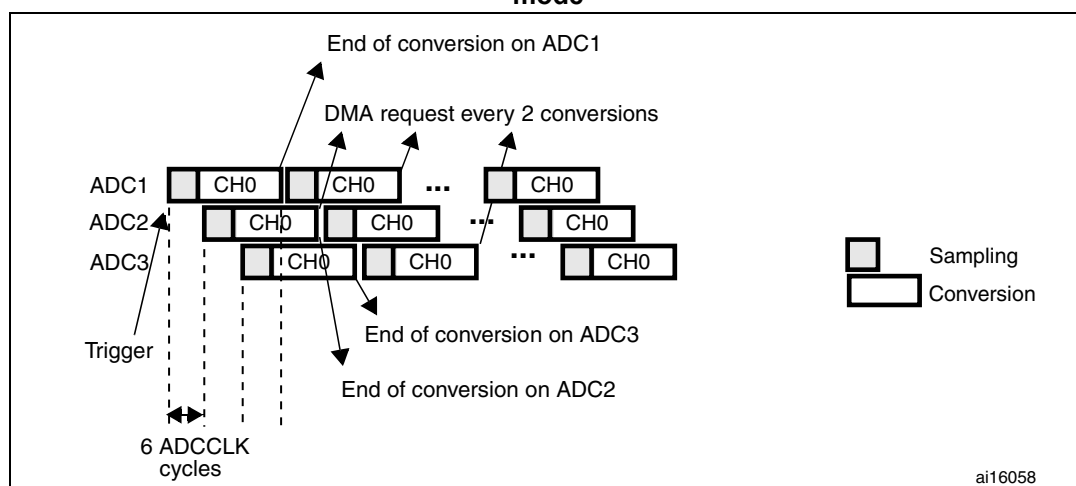 mode
End of conversion on ADC1
DMA request every 2 conversions
ADC1 CH0 CH0 ... CH0
ADC2 CH0 CH0 ... CH0
ADC3 CH0 CH0 ... CH0
Sampling
Conversion
End of conversion on ADC3
Trigger
End of conversion on ADC2
6 ADCCLK
cycles
ai16058